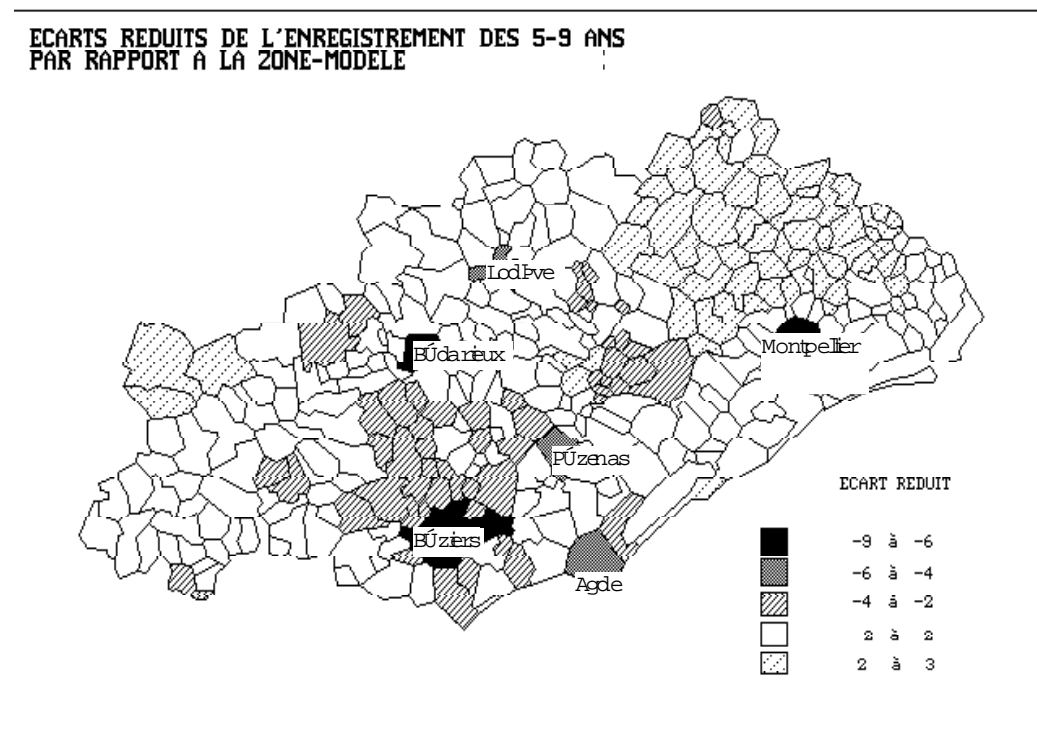 ECARTS REDUITS DE L'ENREGISTREMENT DES 5-9 ANS
PAR RAPPORT A LA ZONE-MODELE
LodÞve
BÚdarieux
Montpellier
PÚzenas
BÚziers
Agde
ECART REDUIT
-9 à -6
-6 à -4
-4 à -2
2 à 2
2 à 3